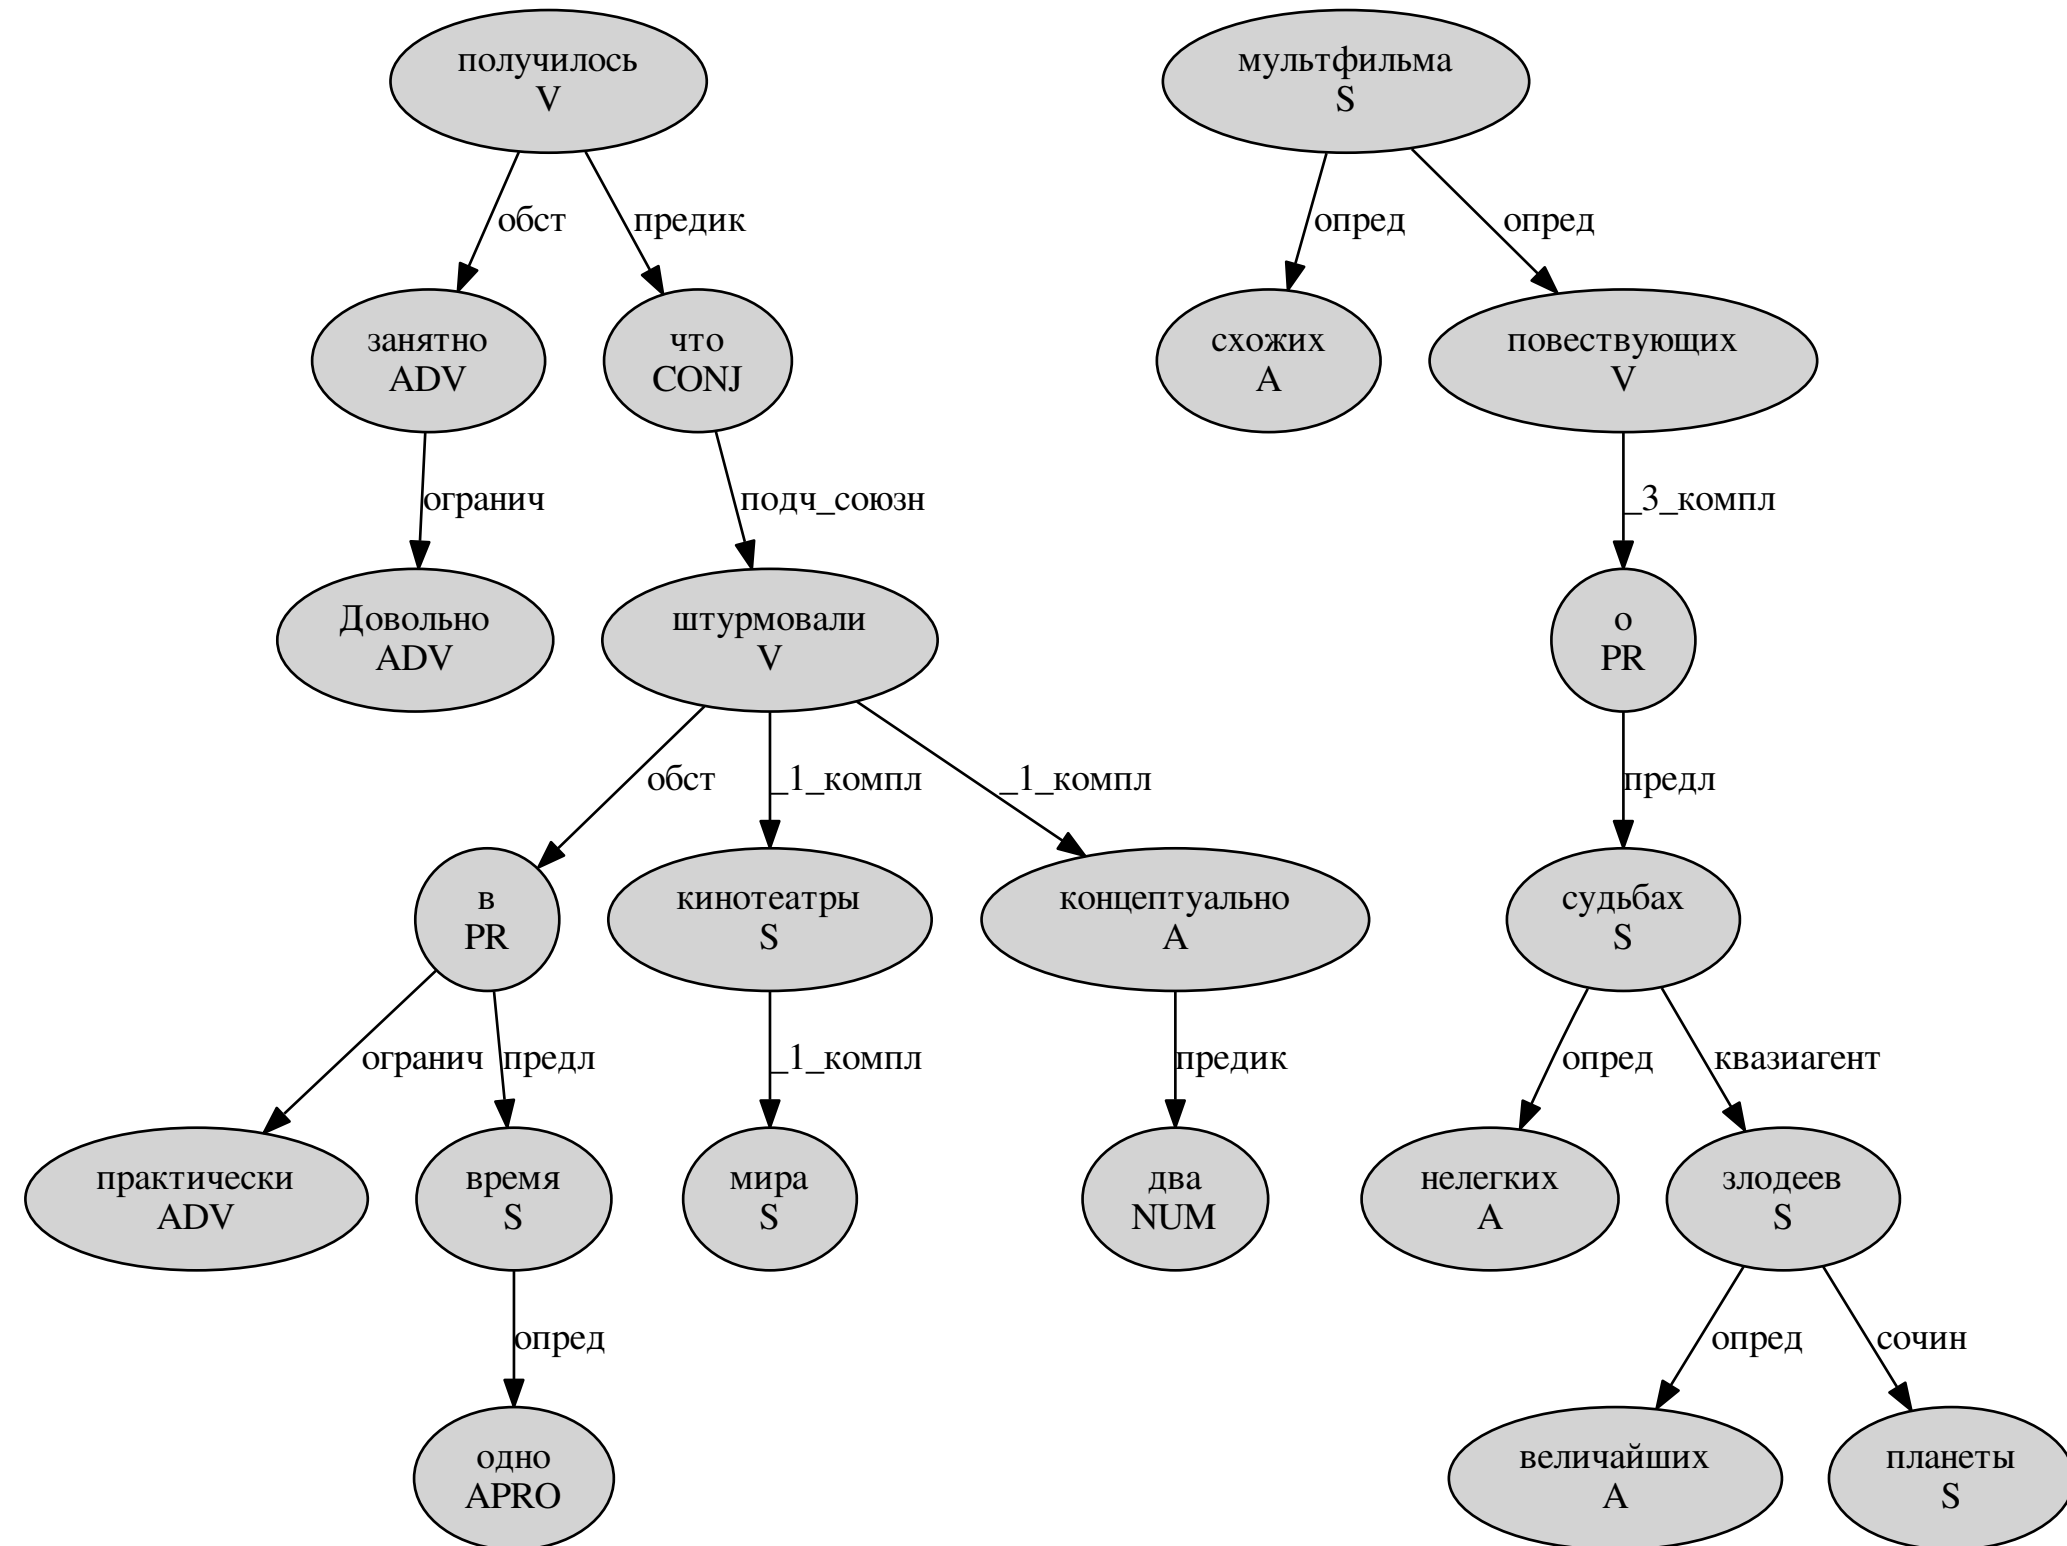 получилось
V
мультфильма
S
обст
предик
опред
опред
занятно
ADV
что
CONJ
схожих
A
повествующих
V
огранич
подч_союзн
_3_компл
Довольно
ADV
штурмовали
V
о
PR
обст
_1_компл
_1_компл
предл
в
PR
кинотеатры
S
концептуально
A
судьбах
S
огранич
предл
_1_компл
предик
опред
квазиагент
практически
ADV
время
S
мира
S
два
NUM
нелегких
A
злодеев
S
опред
опред
сочин
одно
APRO
величайших
A
планеты
S